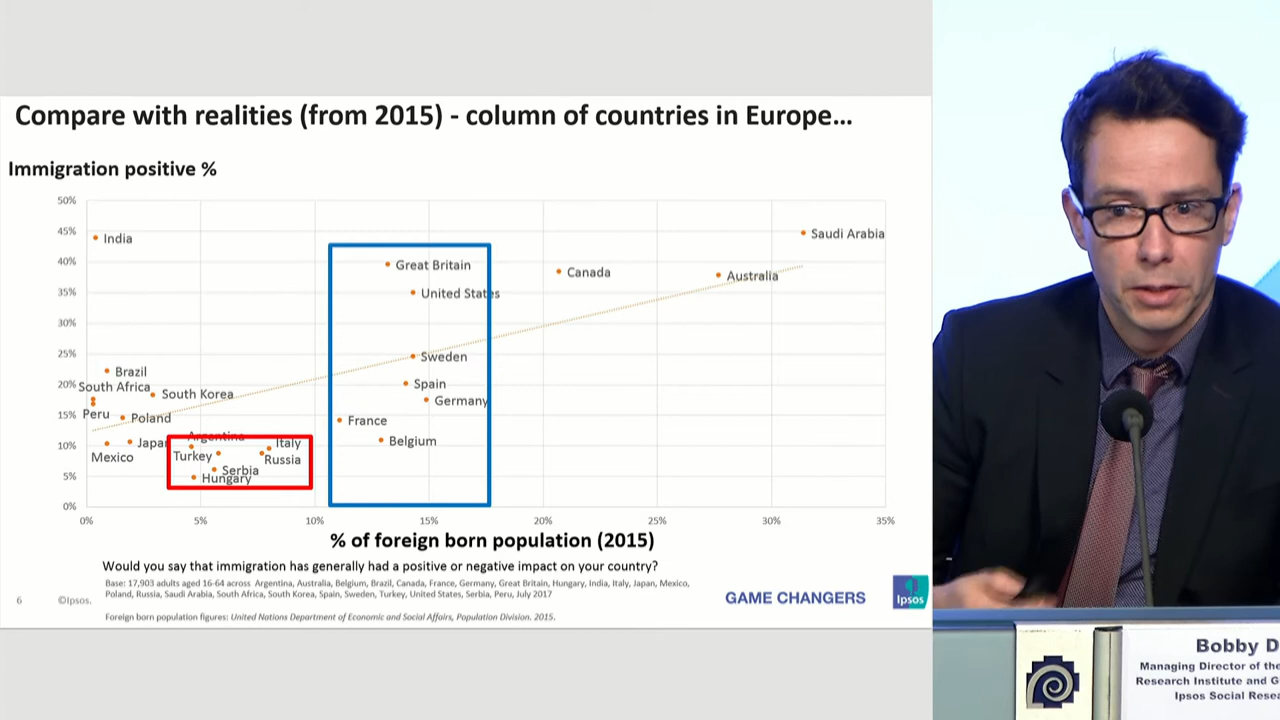 Compare with realities (from 2015) - column of countries in Europe...
Immigration positive %
50%
45%
40%
35%
30%
25%
20%
15%
10%
5%
0%
India
Saudi Arabia
Great Britain
Canada
Australia
United States
Sweden
Brazil
South Africa
South Korea
Spain
Germany
Peru
Poland
France
Mexico
Argentina
Turkey
Italy
Russia
Serbia
Hungary
Belgium
0%
5%
10%
15%
20%
25%
30%
35%
% of foreign born population (2015)
Would you say that immigration has generally had a positive or negative impact on your country?
Base: 17,903 adults aged 16-64 across Argentina, Australia, Belgium, Brazil, Canada, France, Germany, Great Britain, Hungary, India, Italy, Japan, Mexico,
Poland, Russia, Saudi Arabia, South Africa, South Korea, Spain, Sweden, Turkey, United States, Serbia, Peru, July 2017
6
©Ipsos.
GAME CHANGERS
Ipsos
Foreign born population figures: United Nations Department of Economic and Social Affairs, Population Division. 2015.
Bobby D
Managing Director of the
Research Institute and G
Ipsos Social